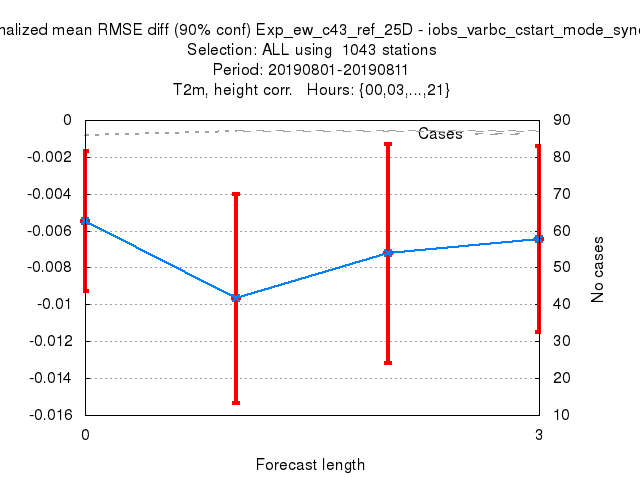 nalized mean RMSE diff (90% conf) Exp_ew_c43_ref_25D - iobs_varbc_cstart_mode_syn
Selection: ALL using  1043 stations
Period: 20190801-20190811
T2m, height corr.   Hours: {00,03,...,21}
0
-0.002
-0.004
-0.006
-0.008
-0.01
-0.012
-0.014
-0.016
Cases
90
80
70
60
50
40
30
20
10
No cases
0
3
Forecast length